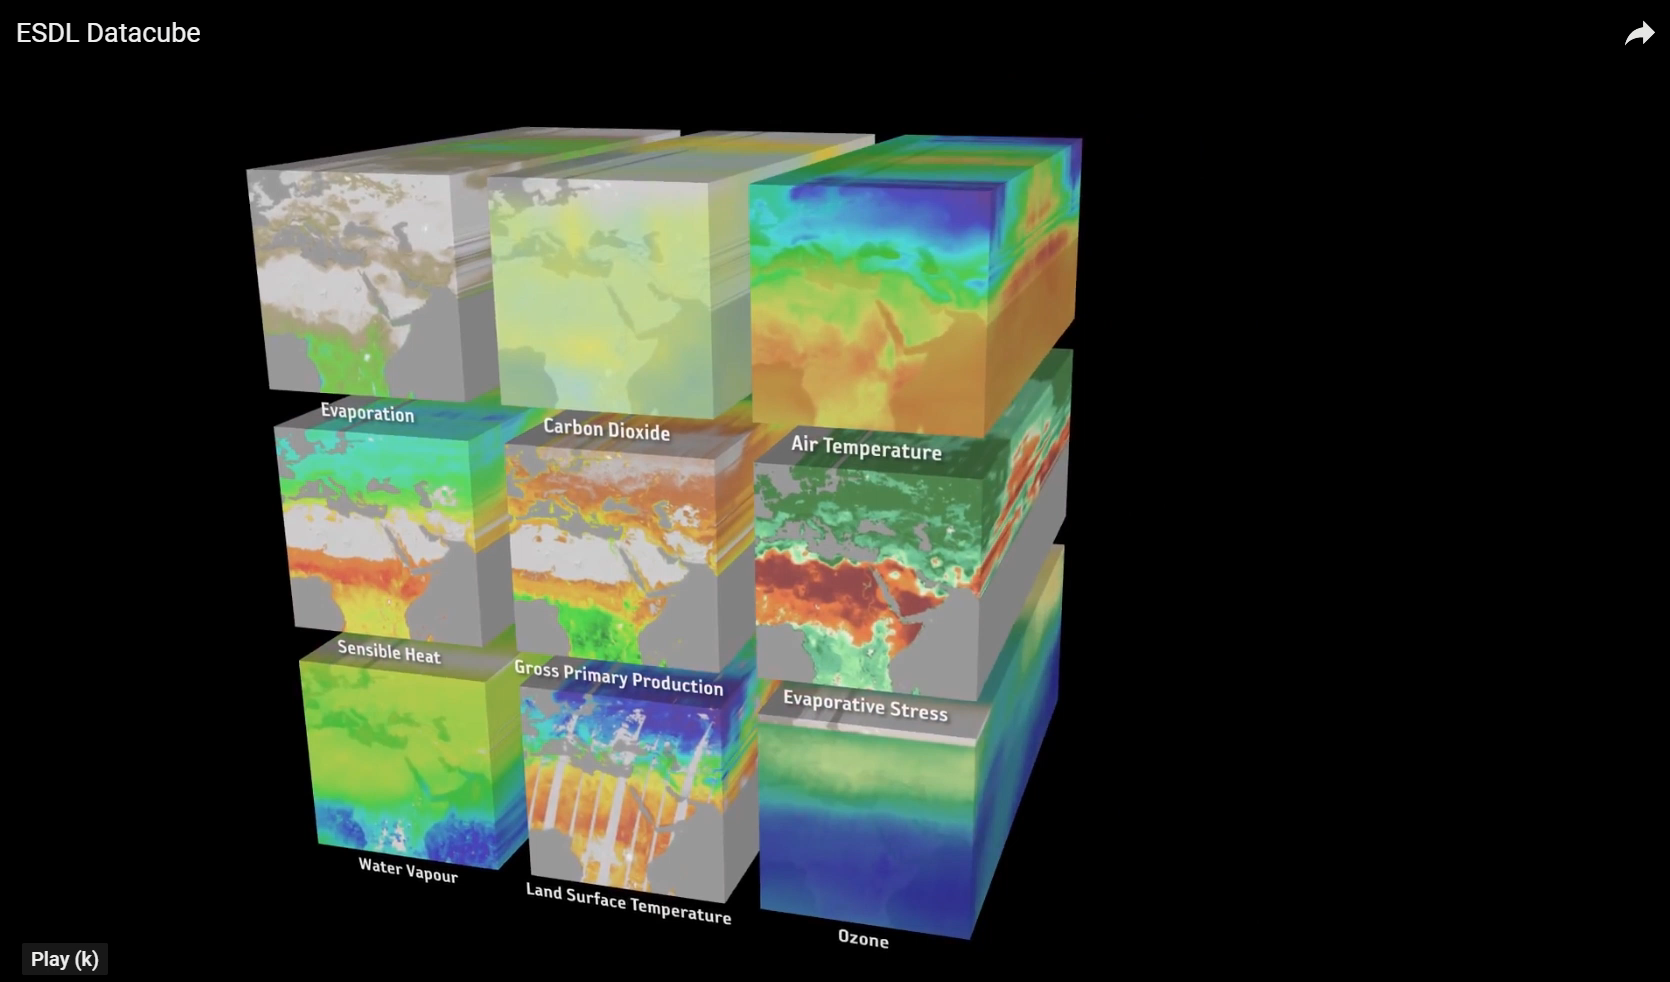 ESDL Datacube
Evaporation
Carbon Dioxide
Air Temperature
Sensible Heat
Gross Primary Production
Evaporative Stress
Water Vapour
Land Surface Temperature
Ozone
Play (k)